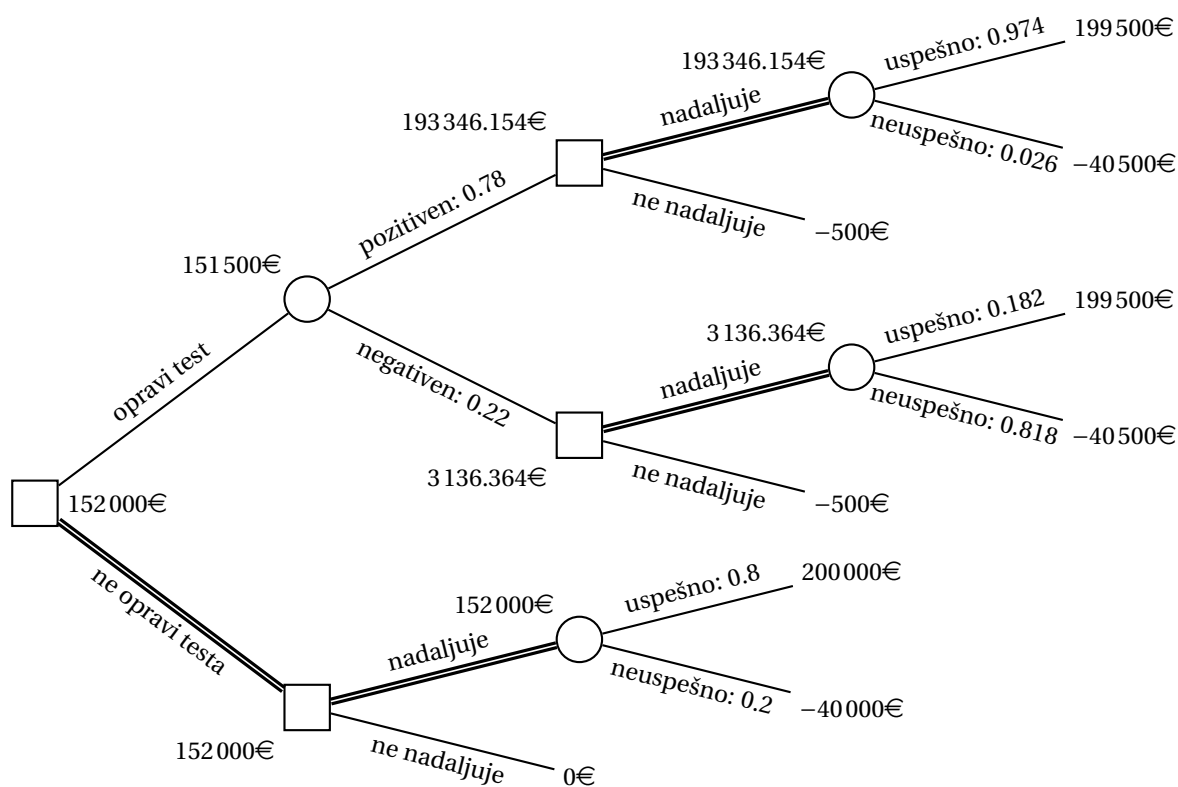 uspešno: 0.974
199 500€
193 346.154€
nadaljuje
neuspešno: 0.026
−40 500€
193 346.154€
pozitiven: 0.78
ne nadaljuje
−500€
151 500€
uspešno: 0.182
199 500€
3 136.364€
nadaljuje
neuspešno: 0.818
−40 500€
negativen: 0.22
opravi test
3 136.364€
ne nadaljuje
−500€
152 000€
ne opravi testa
uspešno: 0.8
200 000€
152 000€
nadaljuje
neuspešno: 0.2
−40 000€
152 000€
ne nadaljuje
0€